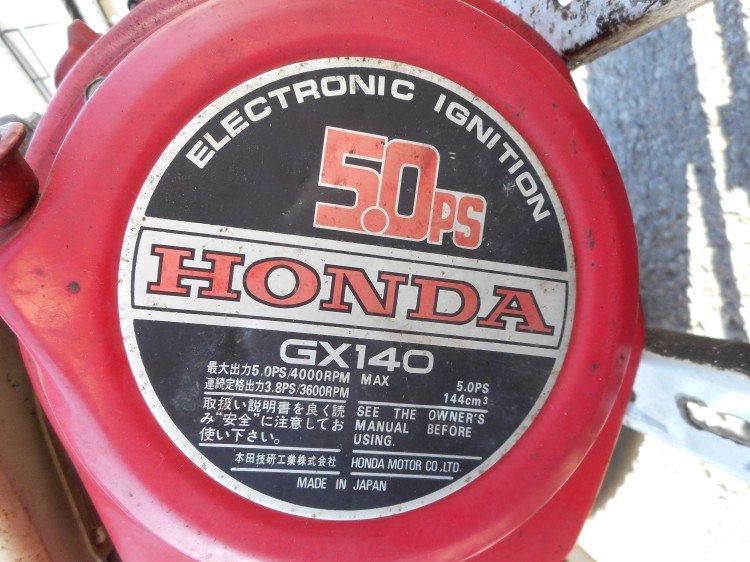 ELECTRONIC IGNITION
5.0PS
HONDA
GX140
最大出力5.0PS/4000RPM MAX 5.0PS
連続定格出力3.8PS/3600RPM 144cm³
取扱い説明書を良く読
み"安全"に注意してお
使い下さい。
SEE THE OWNER'S
MANUAL BEFORE
USING.
本田技研工業株式会社 HONDA MOTOR CO.,LTD.
MADE IN JAPAN